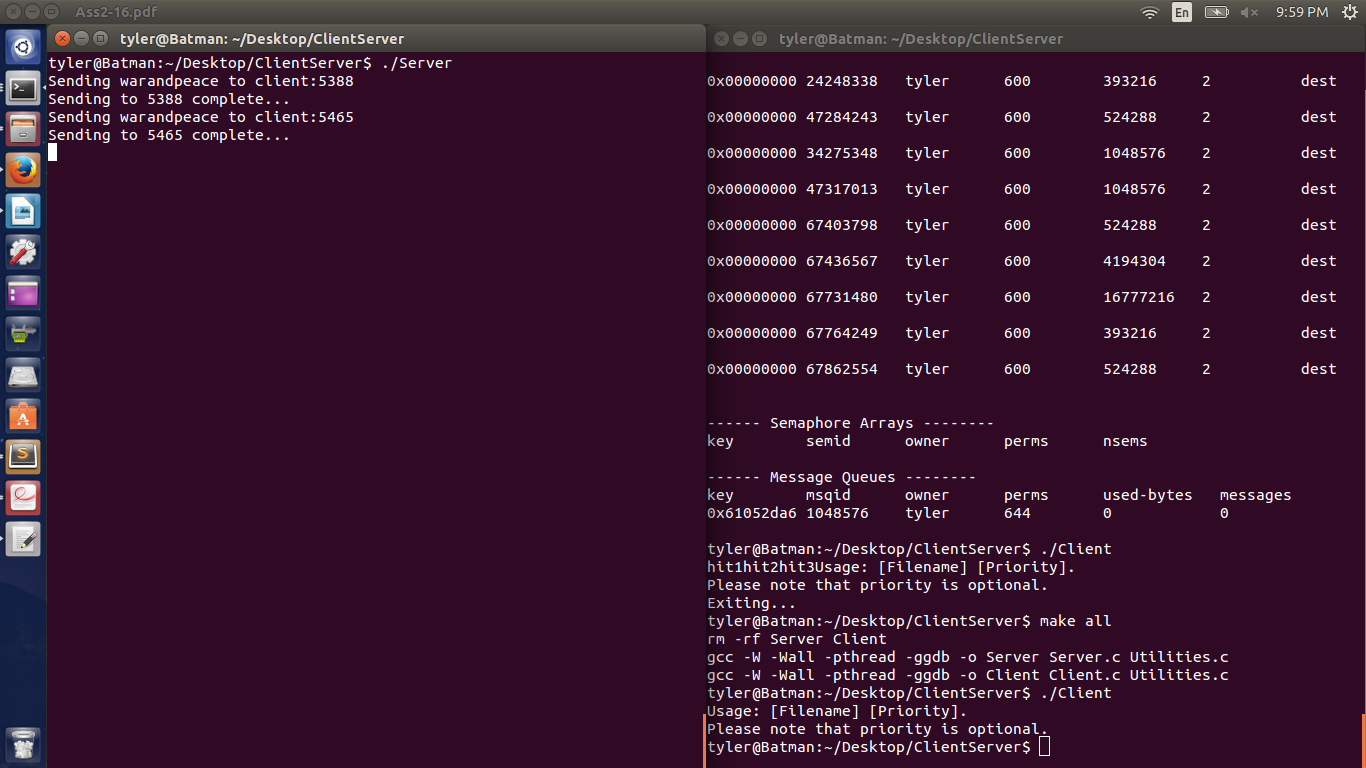 Ass2-16.pdf
En
9:59 PM
tyler@Batman: ~/Desktop/ClientServer
tyler@Batman:~/Desktop/ClientServer$ ./Server
Sending warandpeace to client:5388
Sending to 5388 complete...
Sending warandpeace to client:5465
Sending to 5465 complete...
tyler@Batman: ~/Desktop/ClientServer
0x00000000 24248338 tyler 600 393216 2 dest
0x00000000 47284243 tyler 600 524288 2 dest
0x00000000 34275348 tyler 600 1048576 2 dest
0x00000000 47317013 tyler 600 1048576 2 dest
0x00000000 67403798 tyler 600 524288 2 dest
0x00000000 67436567 tyler 600 4194304 2 dest
0x00000000 67731480 tyler 600 16777216 2 dest
0x00000000 67764249 tyler 600 393216 2 dest
0x00000000 67862554 tyler 600 524288 2 dest
------ Semaphore Arrays --------
key semid owner perms nsems
------ Message Queues --------
key msqid owner perms used-bytes messages
0x61052da6 1048576 tyler 644 0 0
tyler@Batman:~/Desktop/ClientServer$ ./Client
hit1hit2hit3Usage: [Filename] [Priority].
Please note that priority is optional.
Exiting...
tyler@Batman:~/Desktop/ClientServer$ make all
rm -rf Server Client
gcc -W -Wall -pthread -ggdb -o Server Server.c Utilities.c
gcc -W -Wall -pthread -ggdb -o Client Client.c Utilities.c
tyler@Batman:~/Desktop/ClientServer$ ./Client
Usage: [Filename] [Priority].
Please note that priority is optional.
tyler@Batman:~/Desktop/ClientServer$